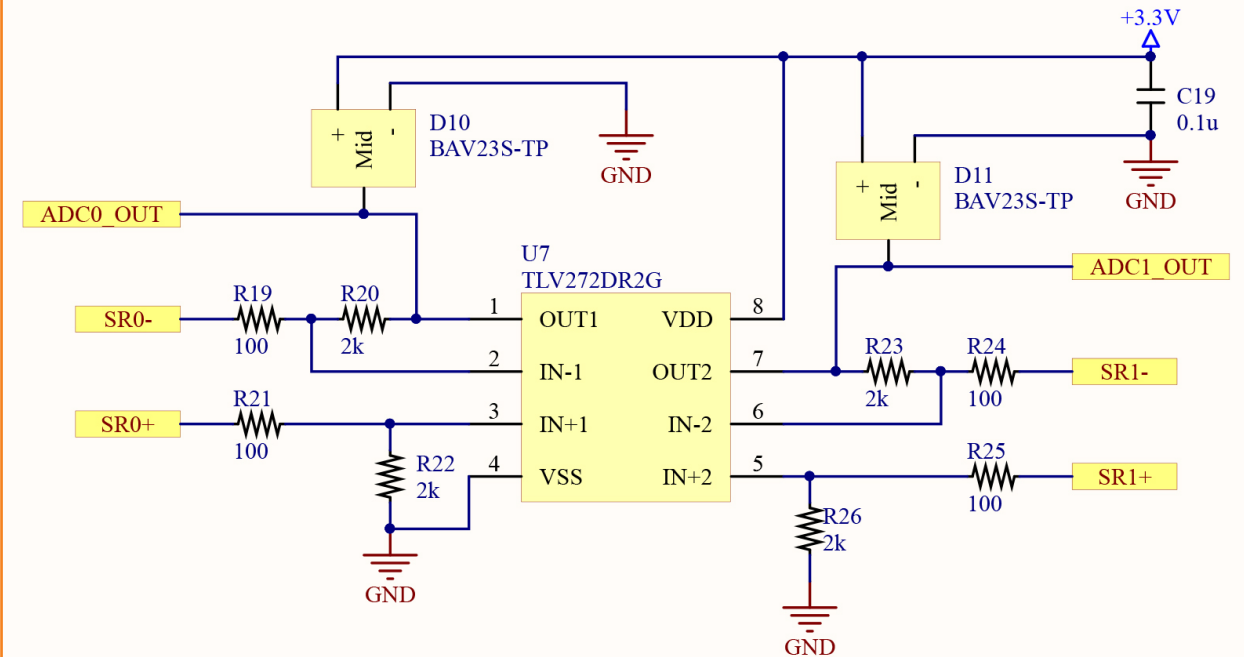 +3.3V
C19
0.1u
GND
+ Mid -
D10
BAV23S-TP
GND
+ Mid -
D11
BAV23S-TP
ADC0_OUT
ADC1_OUT
U7
TLV272DR2G
SR0-
R19
100
R20
2k
1
OUT1
VDD
8
2
IN-1
OUT2
7
R23
2k
R24
100
SR1-
SR0+
R21
100
3
IN+1
IN-2
6
R22
2k
4
VSS
IN+2
5
R25
100
SR1+
R26
2k
GND
GND